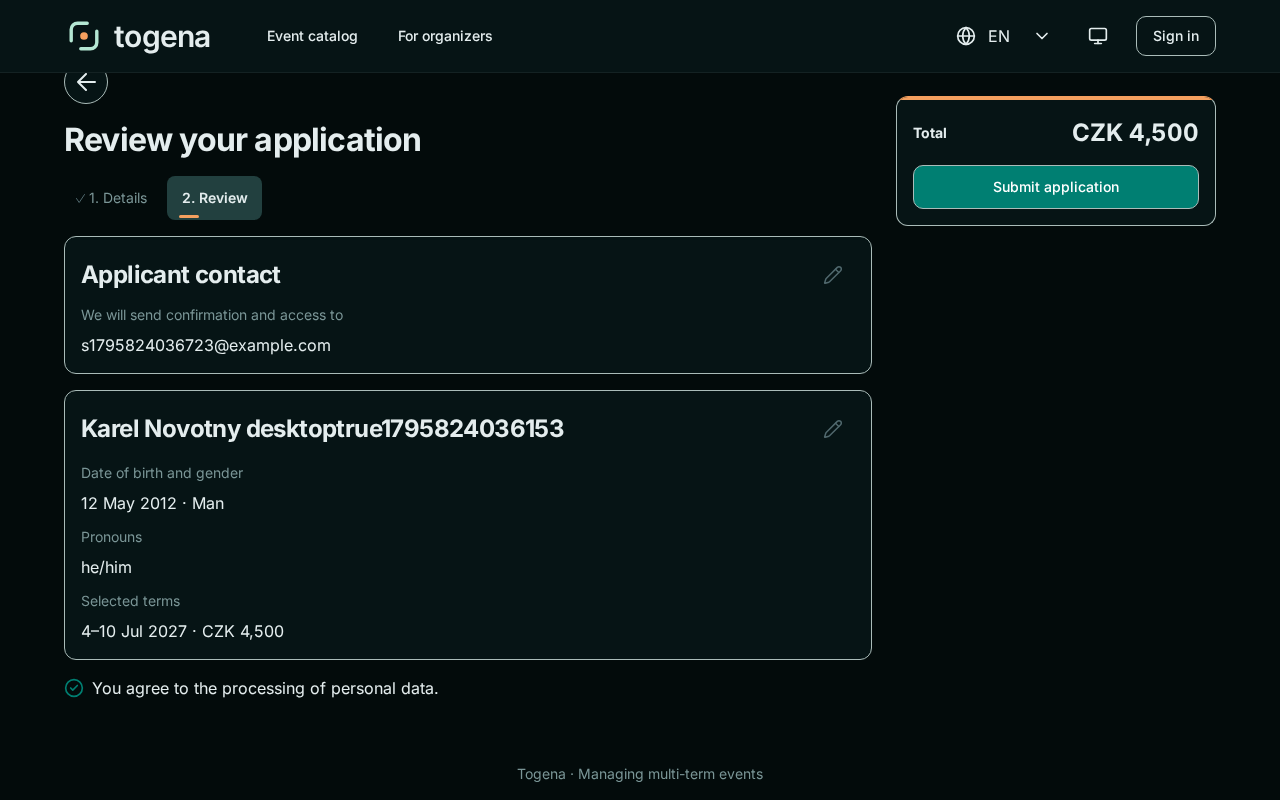 togena
Event catalog
For organizers
EN
Sign in
Review your application
✓ 1. Details
2. Review
Total
CZK 4,500
Submit application
Applicant contact
We will send confirmation and access to
s1795824036723@example.com
Karel Novotny desktoptrue1795824036153
Date of birth and gender
12 May 2012 · Man
Pronouns
he/him
Selected terms
4–10 Jul 2027 · CZK 4,500
You agree to the processing of personal data.
Togena · Managing multi-term events